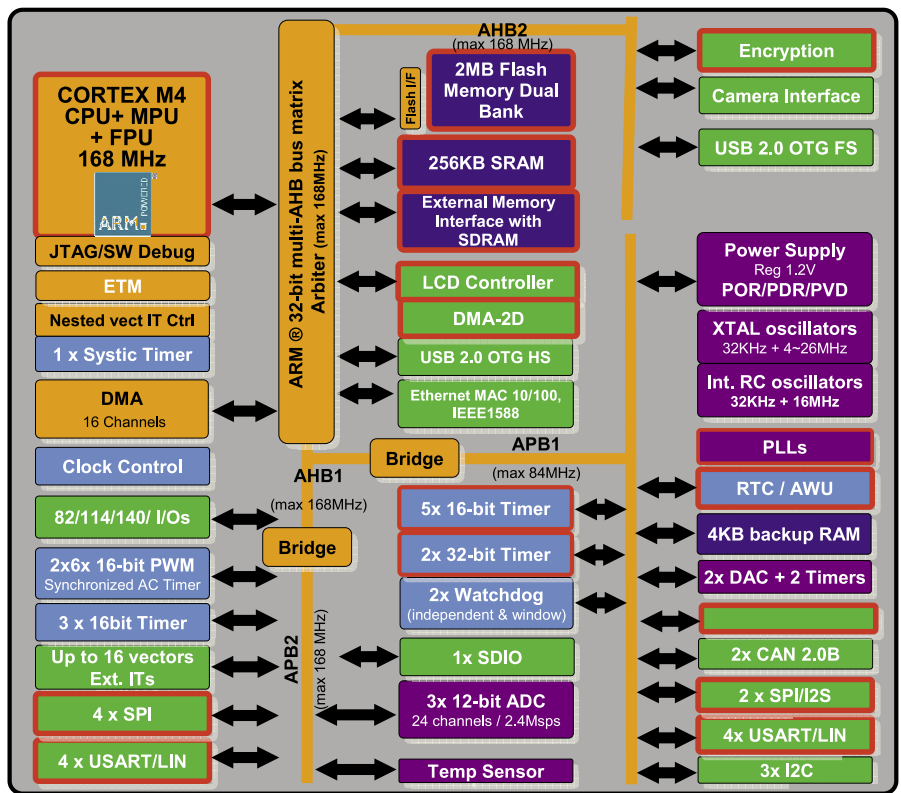 AHB2
(max 168 MHz)
CORTEX M4
CPU+ MPU
+ FPU
168 MHz
ARM
POWERED
®
JTAG/SW Debug
ETM
Nested vect IT Ctrl
1 x Systic Timer
DMA
16 Channels
Clock Control
82/114/140/ I/Os
2x6x 16-bit PWM
Synchronized AC Timer
3 x 16bit Timer
Up to 16 vectors
Ext. ITs
4 x SPI
4 x USART/LIN
ARM ® 32-bit multi-AHB bus matrix
Arbiter (max 168MHz)
Flash I/F
2MB Flash
Memory Dual
Bank
256KB SRAM
External Memory
Interface with
SDRAM
LCD Controller
DMA-2D
USB 2.0 OTG HS
Ethernet MAC 10/100,
IEEE1588
Bridge
APB1
(max 84MHz)
AHB1
(max 168MHz)
Bridge
APB2
(max 168 MHz)
5x 16-bit Timer
2x 32-bit Timer
2x Watchdog
(independent & window)
1x SDIO
3x 12-bit ADC
24 channels / 2.4Msps
Temp Sensor
Encryption
Camera Interface
USB 2.0 OTG FS
Power Supply
Reg 1.2V
POR/PDR/PVD
XTAL oscillators
32KHz + 4~26MHz
Int. RC oscillators
32KHz + 16MHz
PLLs
RTC / AWU
4KB backup RAM
2x DAC + 2 Timers
2x CAN 2.0B
2 x SPI/I2S
4x USART/LIN
3x I2C